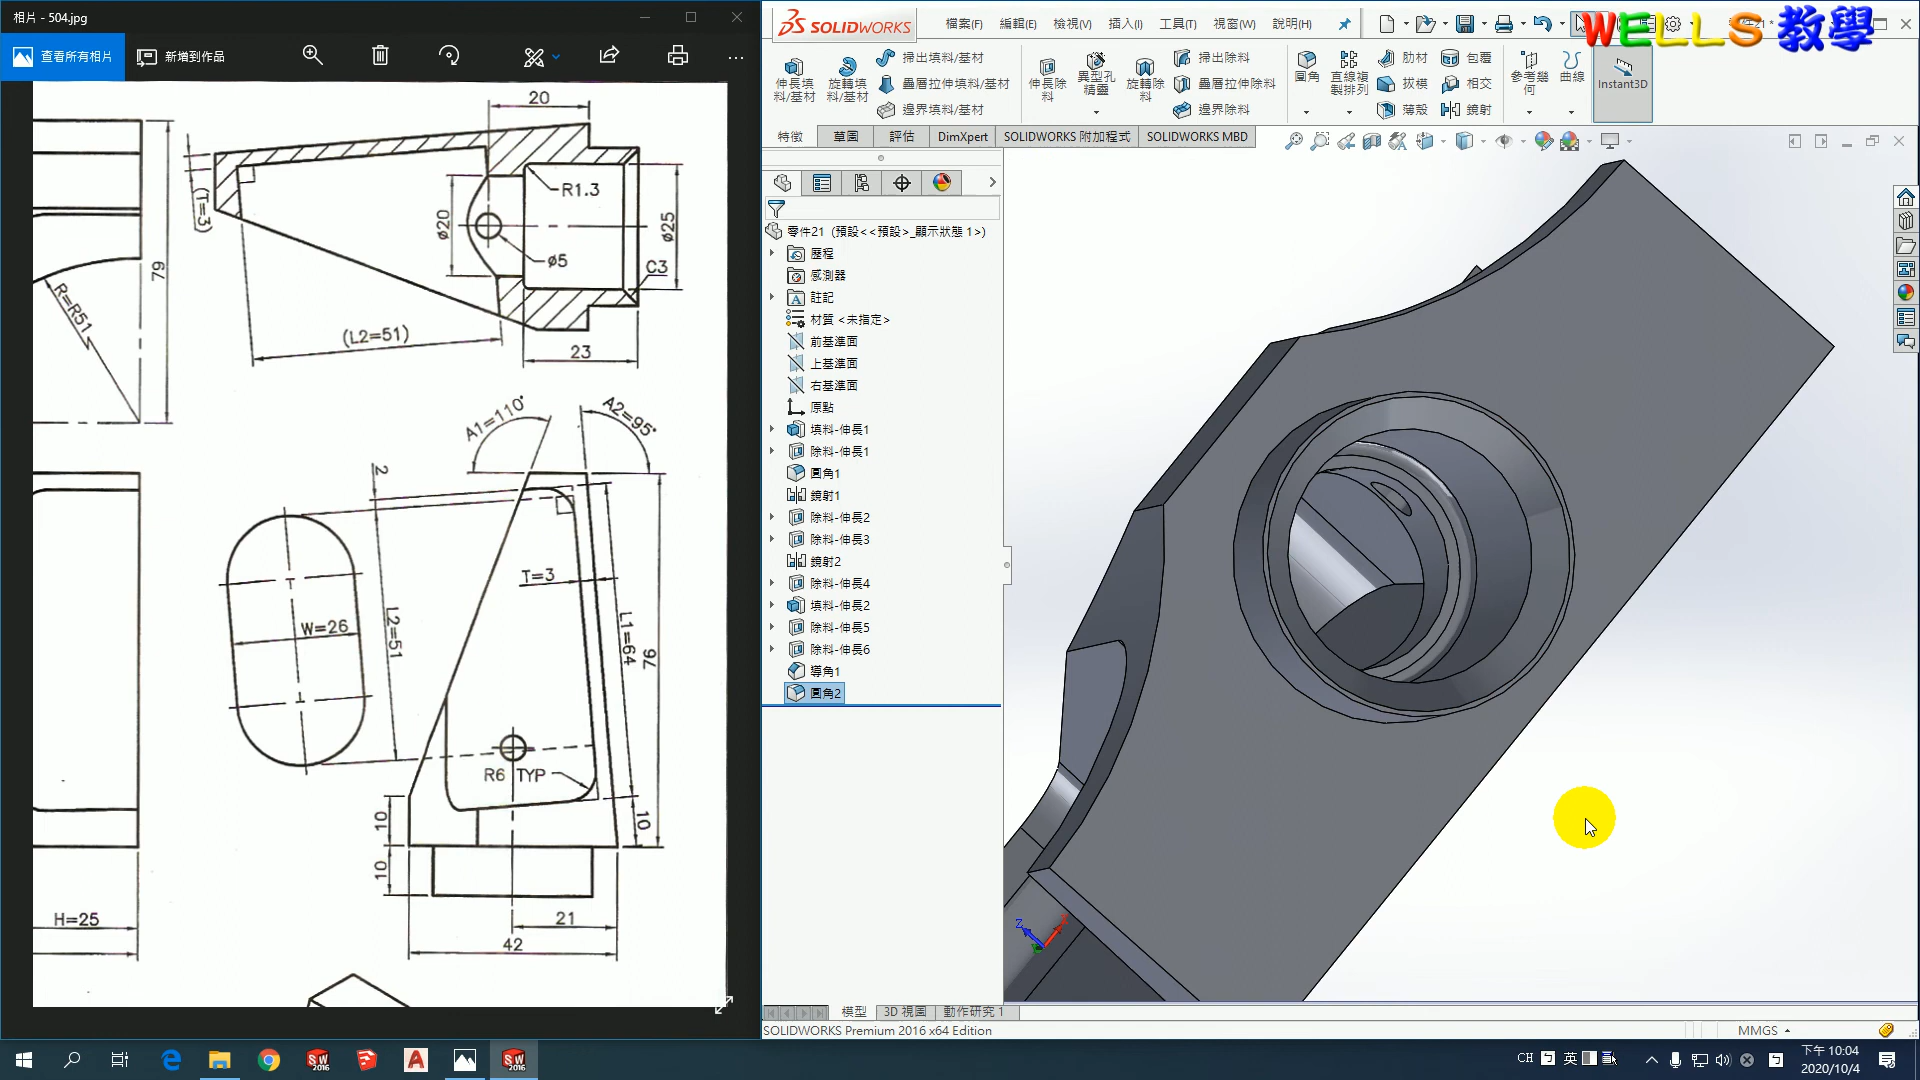 相片 - 504.jpg
查看所有相片
新增到作品
20
R1.3
ø20
ø25
ø5
C3
(T=3)
79
R=R51
(L2=51)
23
A1=110°
A2=95°
2
T=3
W=26
L2=51
L1=64
76
R6 TYP
10
10
10
H=25
21
42
SOLIDWORKS
檔案(F)
編輯(E)
檢視(V)
插入(I)
工具(T)
視窗(W)
說明(H)
WELLS 教學
伸長填料/基材
旋轉填料/基材
掃出填料/基材
疊層拉伸填料/基材
邊界填料/基材
伸長除料
異型孔精靈
旋轉除料
掃出除料
疊層拉伸除料
邊界除料
圓角
直線複製排列
肋材
拔模
薄殼
包覆
相交
鏡射
參考幾何
曲線
Instant3D
特徵
草圖
評估
DimXpert
SOLIDWORKS 附加程式
SOLIDWORKS MBD
零件21 (預設<<預設>_顯示狀態 1>)
歷程
感測器
註記
材質 <未指定>
前基準面
上基準面
右基準面
原點
填料-伸長1
除料-伸長1
圓角1
鏡射1
除料-伸長2
除料-伸長3
鏡射2
除料-伸長4
填料-伸長2
除料-伸長5
除料-伸長6
導角1
圓角2
Z
模型
3D 視圖
動作研究 1
SOLIDWORKS Premium 2016 x64 Edition
MMGS
CH
英
下午 10:04
2020/10/4